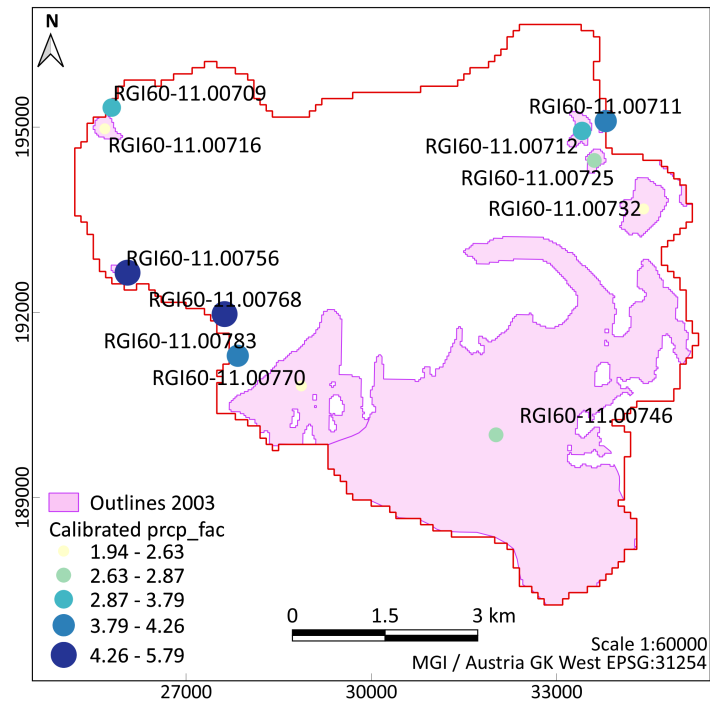 N
RGI60-11.00709
RGI60-11.00711
195000
RGI60-11.00716
RGI60-11.00712
RGI60-11.00725
RGI60-11.00732
RGI60-11.00756
RGI60-11.00768
192000
RGI60-11.00783
RGI60-11.00770
RGI60-11.00746
189000
Outlines 2003
Calibrated prcp_fac
1.94 - 2.63
2.63 - 2.87
2.87 - 3.79
3.79 - 4.26
4.26 - 5.79
0 1.5 3 km
Scale 1:60000
MGI / Austria GK West EPSG:31254
27000 30000 33000